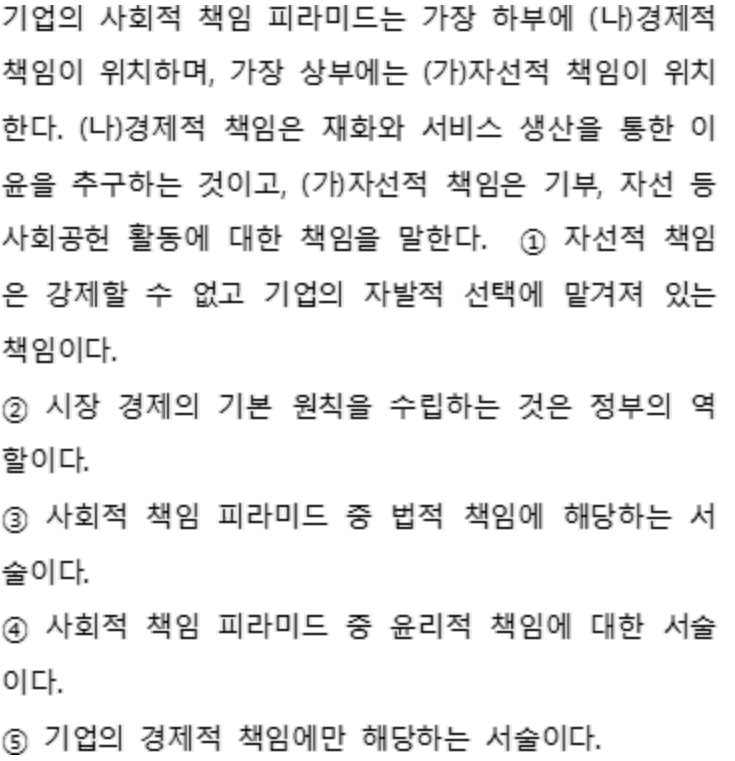 기업의 사회적 책임 피라미드는 가장 하부에 (나)경제적
책임이 위치하며, 가장 상부에는 (가)자선적 책임이 위치
한다. (나)경제적 책임은 재화와 서비스 생산을 통한 이
윤을 추구하는 것이고, (가)자선적 책임은 기부, 자선 등
사회공헌 활동에 대한 책임을 말한다. ① 자선적 책임
은 강제할 수 없고 기업의 자발적 선택에 맡겨져 있는
책임이다.
② 시장 경제의 기본 원칙을 수립하는 것은 정부의 역
할이다.
③ 사회적 책임 피라미드 중 법적 책임에 해당하는 서
술이다.
④ 사회적 책임 피라미드 중 윤리적 책임에 대한 서술
이다.
⑤ 기업의 경제적 책임에만 해당하는 서술이다.